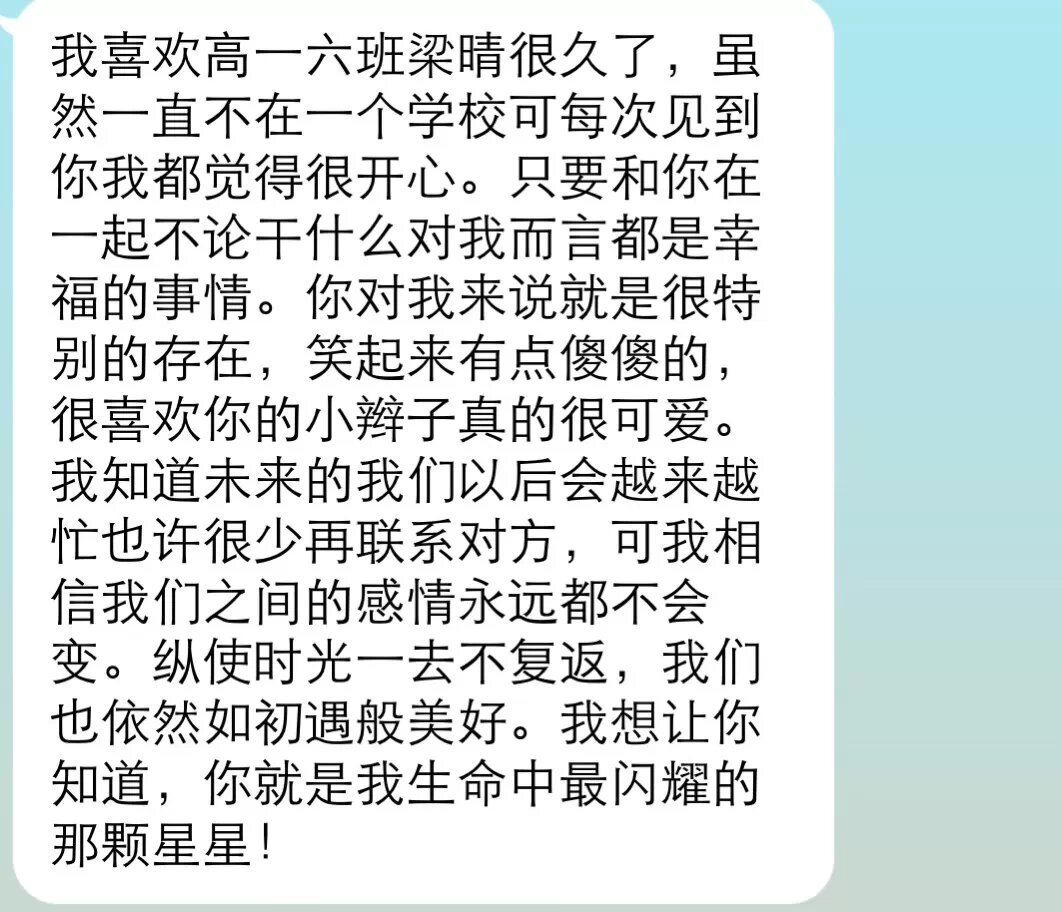 我喜欢高一六班梁晴很久了，虽
然一直不在一个学校可每次见到
你我都觉得很开心。只要和你在
一起不论干什么对我而言都是幸
福的事情。你对我来说就是很特
别的存在，笑起来有点傻傻的，
很喜欢你的小辫子真的很可爱。
我知道未来的我们以后会越来越
忙也许很少再联系对方，可我相
信我们之间的感情永远都不会
变。纵使时光一去不复返，我们
也依然如初遇般美好。我想让你
知道，你就是我生命中最闪耀的
那颗星星！